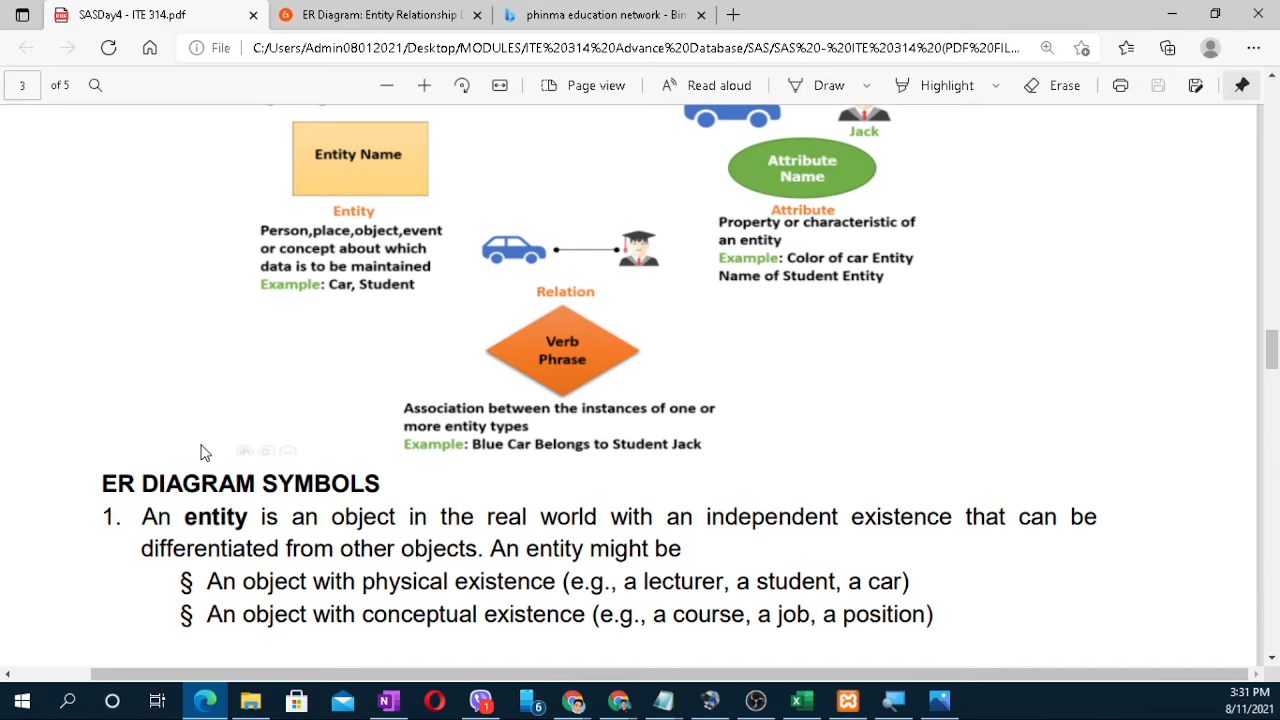 SASDay4 - ITE 314.pdf
ER Diagram: Entity Relationship D
phinma education network - Bin
File
C:/Users/Admin08012021/Desktop/MODULES/ITE%20314%20Advance%20Database/SAS/SAS%20-%20ITE%20314%20(PDF%20FIL...
3 of 5
Page view
Read aloud
Draw
Highlight
Erase
Jack
Entity Name
Attribute
Name
Entity
Attribute
Person,place,object,event
or concept about which
data is to be maintained
Example: Car, Student
Property or characteristic of
an entity
Example: Color of car Entity
Name of Student Entity
Relation
Verb
Phrase
Association between the instances of one or
more entity types
Example: Blue Car Belongs to Student Jack
ER DIAGRAM SYMBOLS
1. An entity is an object in the real world with an independent existence that can be
differentiated from other objects. An entity might be
§ An object with physical existence (e.g., a lecturer, a student, a car)
§ An object with conceptual existence (e.g., a course, a job, a position)
1
6
3:31 PM
8/11/2021